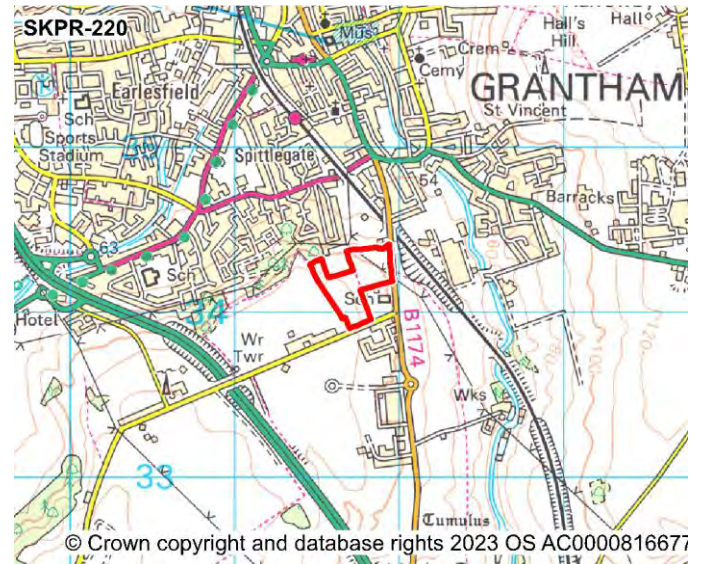 SKPR-220
Mus
Crem
Cemy
Hall's
Hill
Hall
GRANTHAM
St Vincent
Earlesfield
Sch
Sports
Stadium
Spittlegate
54
Barracks
63
Sch
Hotel
34
Sch
B1174
Wr
Twr
Wks
33
Tumulus
© Crown copyright and database rights 2023 OS AC0000816677